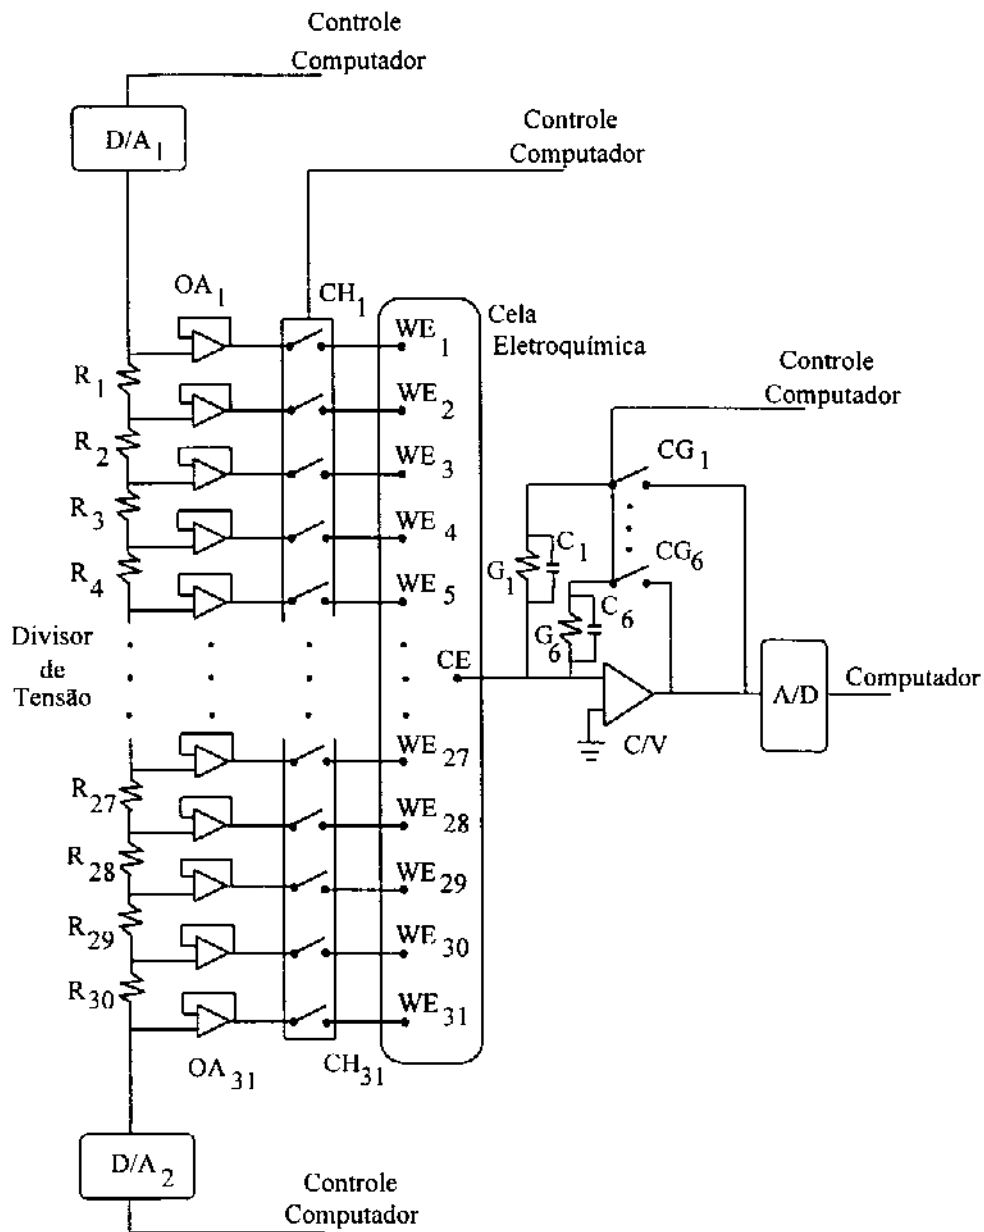 Controle
Computador
D/A1
Controle
Computador
OA1
CH1
Cela
Eletroquímica
WE1
R1
WE2
R2
WE3
R3
WE4
R4
WE5
Controle
Computador
CG1
C1
G1
CG6
C6
G6
Divisor
de
Tensão
CE
C/V
A/D
Computador
WE27
R27
WE28
R28
WE29
R29
WE30
R30
WE31
OA31
CH31
D/A2
Controle
Computador